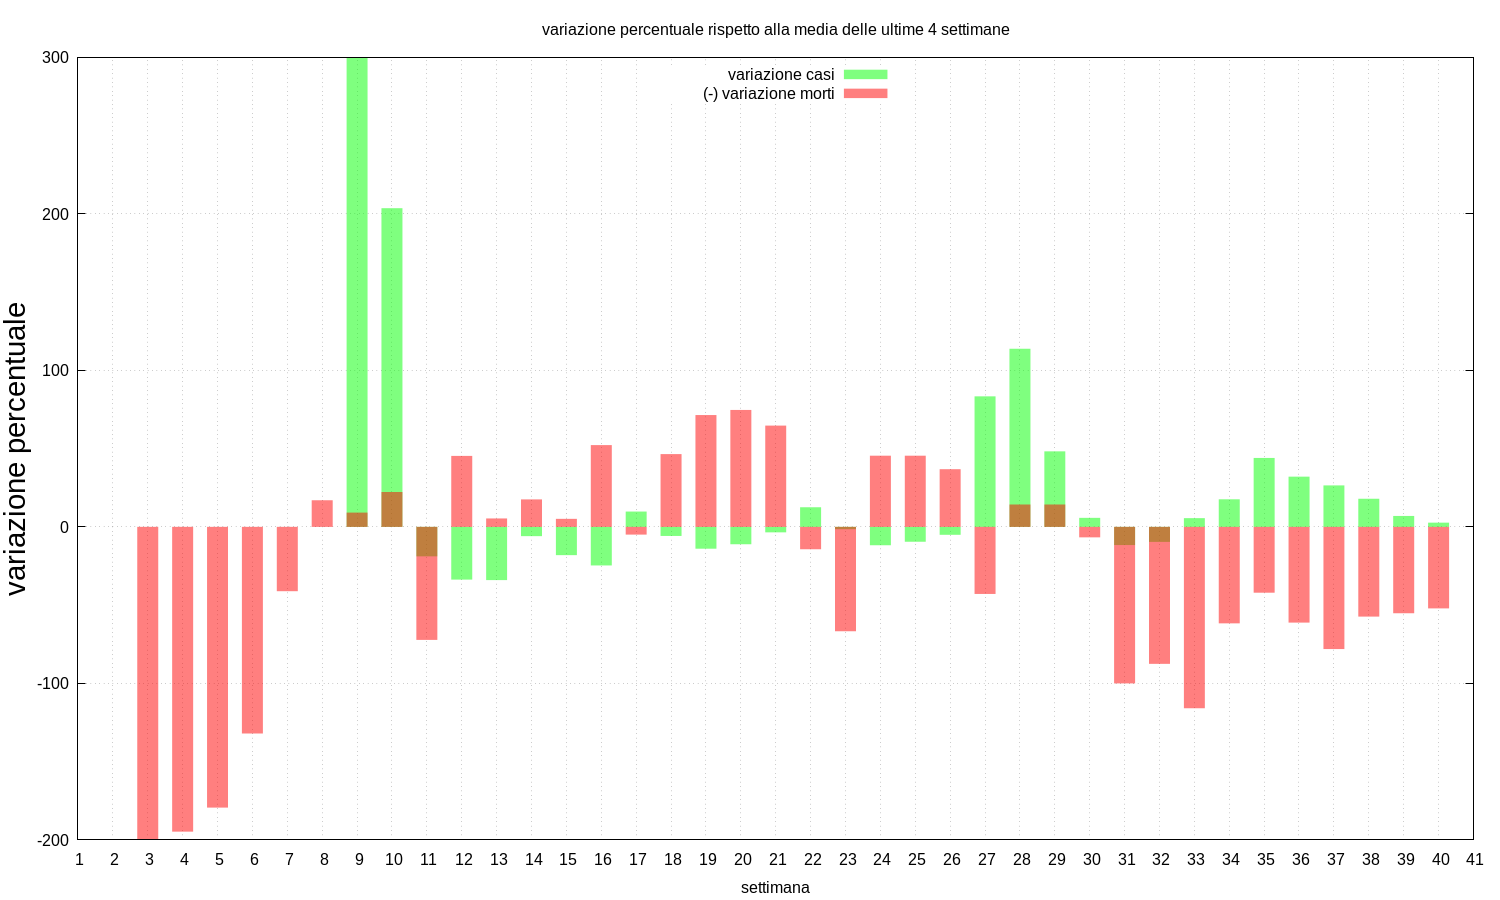 variazione percentuale rispetto alla media delle ultime 4 settimane
variazione casi
(-) variazione morti
variazione percentuale
300
200
100
0
-100
-200
1 2 3 4 5 6 7 8 9 10 11 12 13 14 15 16 17 18 19 20 21 22 23 24 25 26 27 28 29 30 31 32 33 34 35 36 37 38 39 40 41
settimana